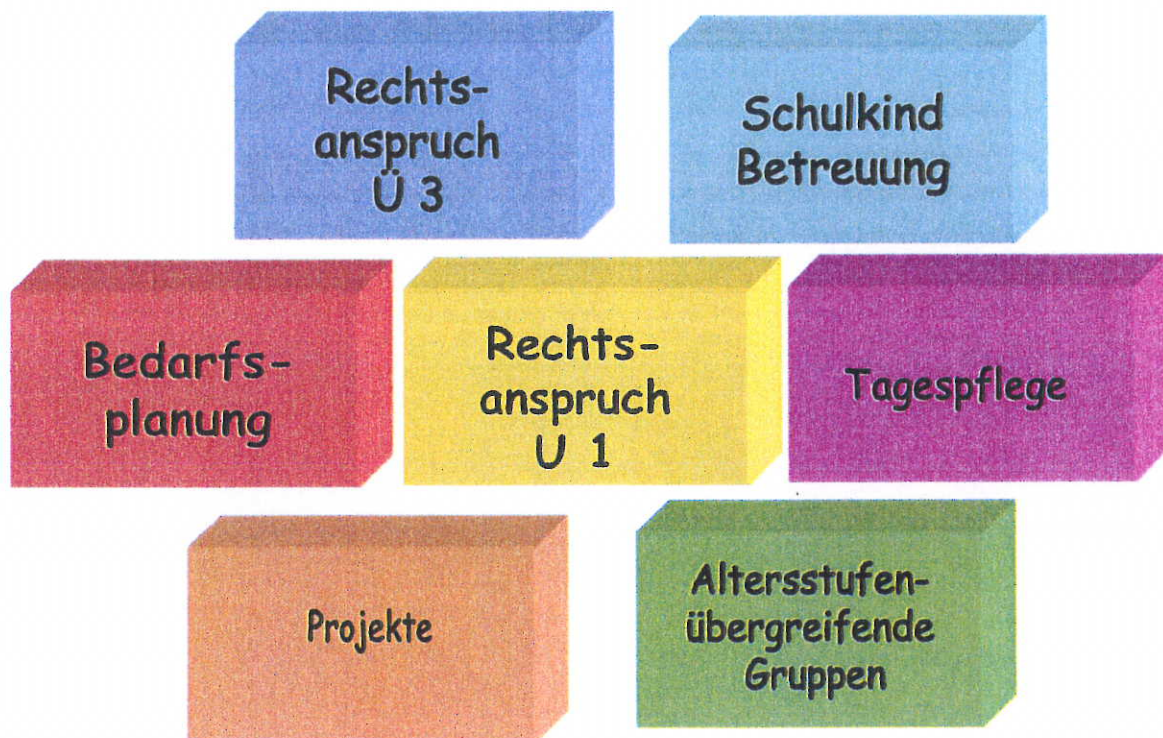 Rechts-
anspruch
Ü 3
Schulkind
Betreuung
Bedarfs-
planung
Rechts-
anspruch
U 1
Tagespflege
Projekte
Altersstufen-
übergreifende
Gruppen